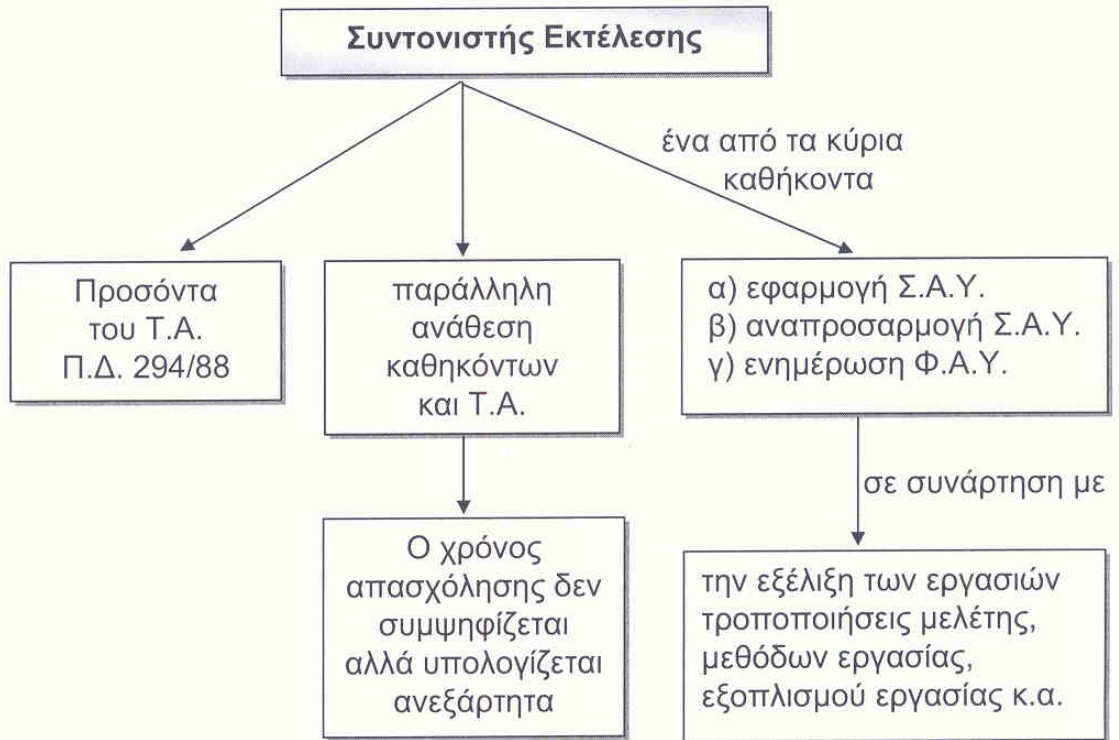 Συντονιστής Εκτέλεσης
ένα από τα κύρια
καθήκοντα
Προσόντα
του Τ.Α.
Π.Δ. 294/88
παράλληλη
ανάθεση
καθηκόντων
και Τ.Α.
α) εφαρμογή Σ.Α.Υ.
β) αναπροσαρμογή Σ.Α.Υ.
γ) ενημέρωση Φ.Α.Υ.
σε συνάρτηση με
Ο χρόνος
απασχόλησης δεν
συμψηφίζεται
αλλά υπολογίζεται
ανεξάρτητα
την εξέλιξη των εργασιών
τροποποιήσεις μελέτης,
μεθόδων εργασίας,
εξοπλισμού εργασίας κ.α.